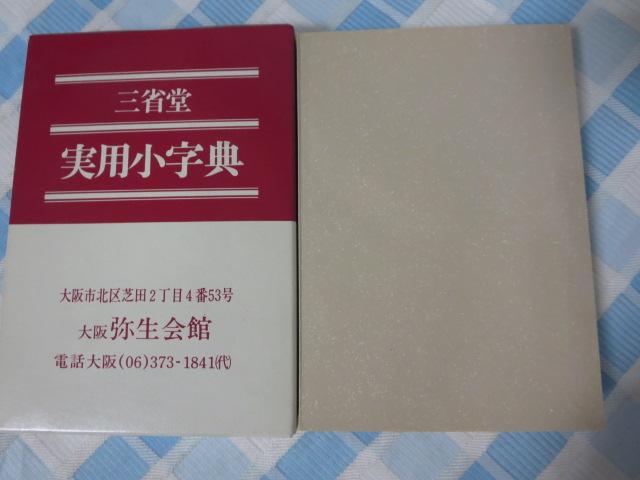 三省堂
実用小字典
大阪市北区芝田2丁目4番53号
大阪 弥生会館
電話大阪(06)373-1841㈹